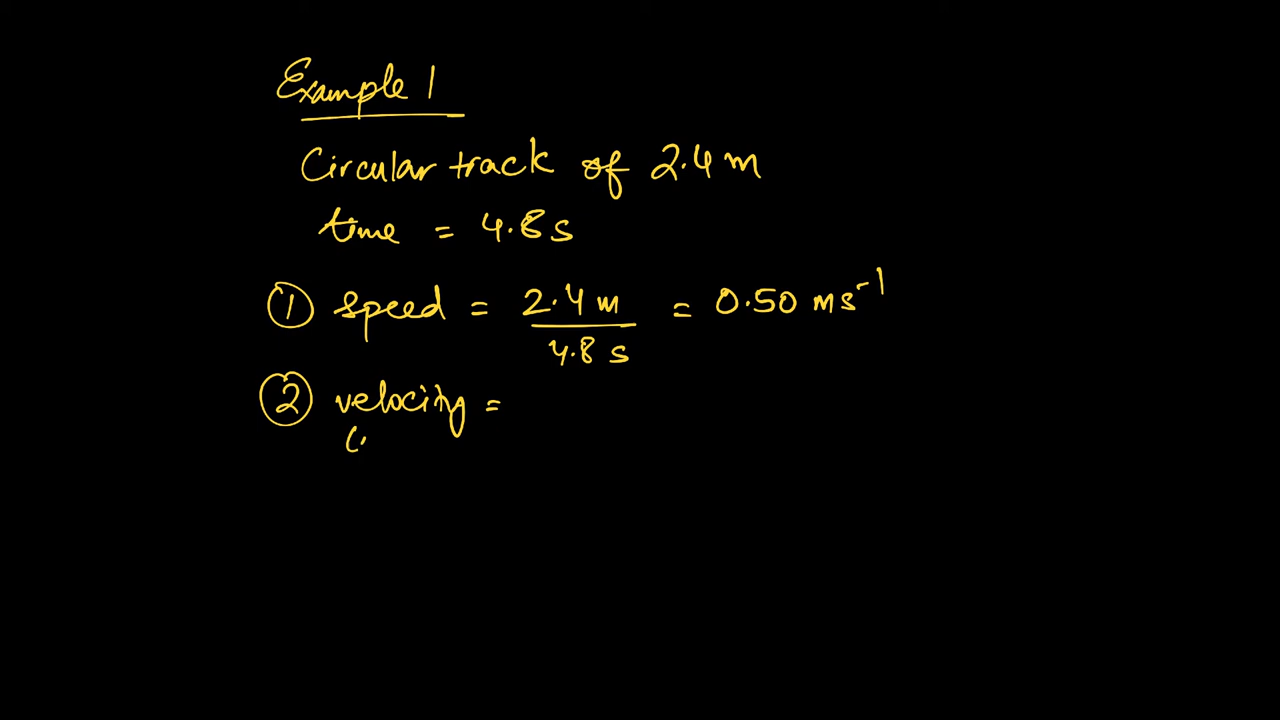 Example 1
Circular track of 2.4 m
time = 4.8 s
① speed = 2.4 m / 4.8 s = 0.50 ms⁻¹
② velocity =
(